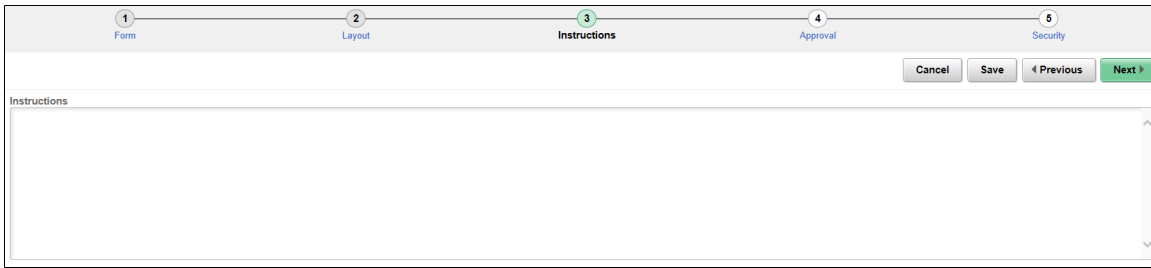 1 2 3 4 5
Form Layout Instructions Approval Security
Cancel Save Previous Next
Instructions